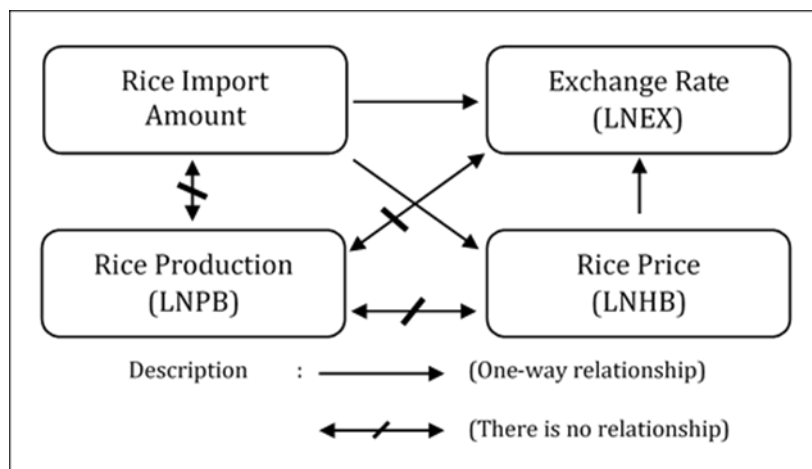 Rice Import
Amount
Exchange Rate
(LNEX)
Rice Production
(LNPB)
Rice Price
(LNHB)
Description : (One-way relationship)
(There is no relationship)